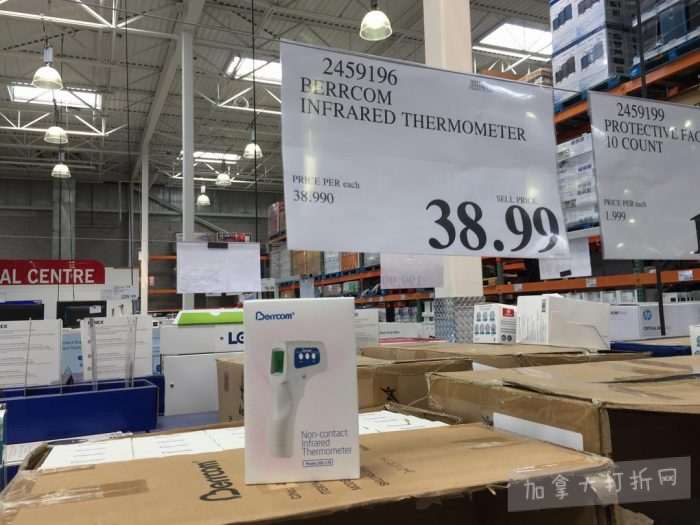 2459196
BERRCOM
INFRARED THERMOMETER
PRICE PER each
38.990
SELL PRICE
38.99
2459199
PROTECTIVE FAC
10 COUNT
PRICE PER each
1.999
1
AL CENTRE
Berrcom
Non-contact
Infrared
Thermometer
LG
hp
Berrcom
加拿大打折网